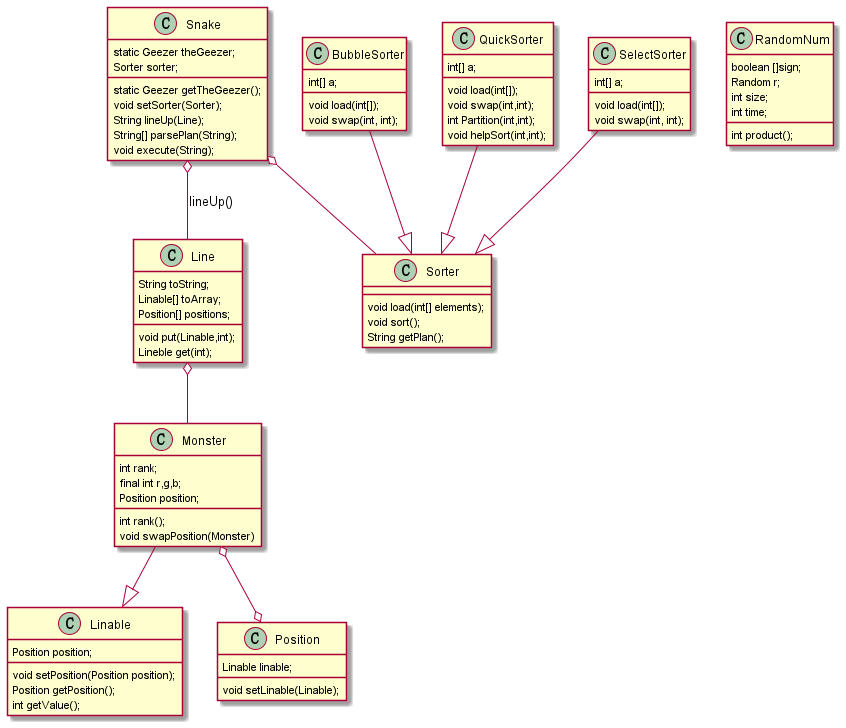 C Snake
static Geezer theGeezer;
Sorter sorter;
static Geezer getTheGeezer();
void setSorter(Sorter);
String lineUp(Line);
String[] parsePlan(String);
void execute(String);
C BubbleSorter
int[] a;
void load(int[]);
void swap(int, int);
C QuickSorter
int[] a;
void load(int[]);
void swap(int,int);
int Partition(int,int);
void helpSort(int,int);
C SelectSorter
int[] a;
void load(int[]);
void swap(int, int);
C RandomNum
boolean []sign;
Random r;
int size;
int time;
int product();
lineUp()
C Line
String toString;
Linable[] toArray;
Position[] positions;
void put(Linable,int);
Lineble get(int);
C Sorter
void load(int[] elements);
void sort();
String getPlan();
C Monster
int rank;
final int r,g,b;
Position position;
int rank();
void swapPosition(Monster)
C Linable
Position position;
void setPosition(Position position);
Position getPosition();
int getValue();
C Position
Linable linable;
void setLinable(Linable);